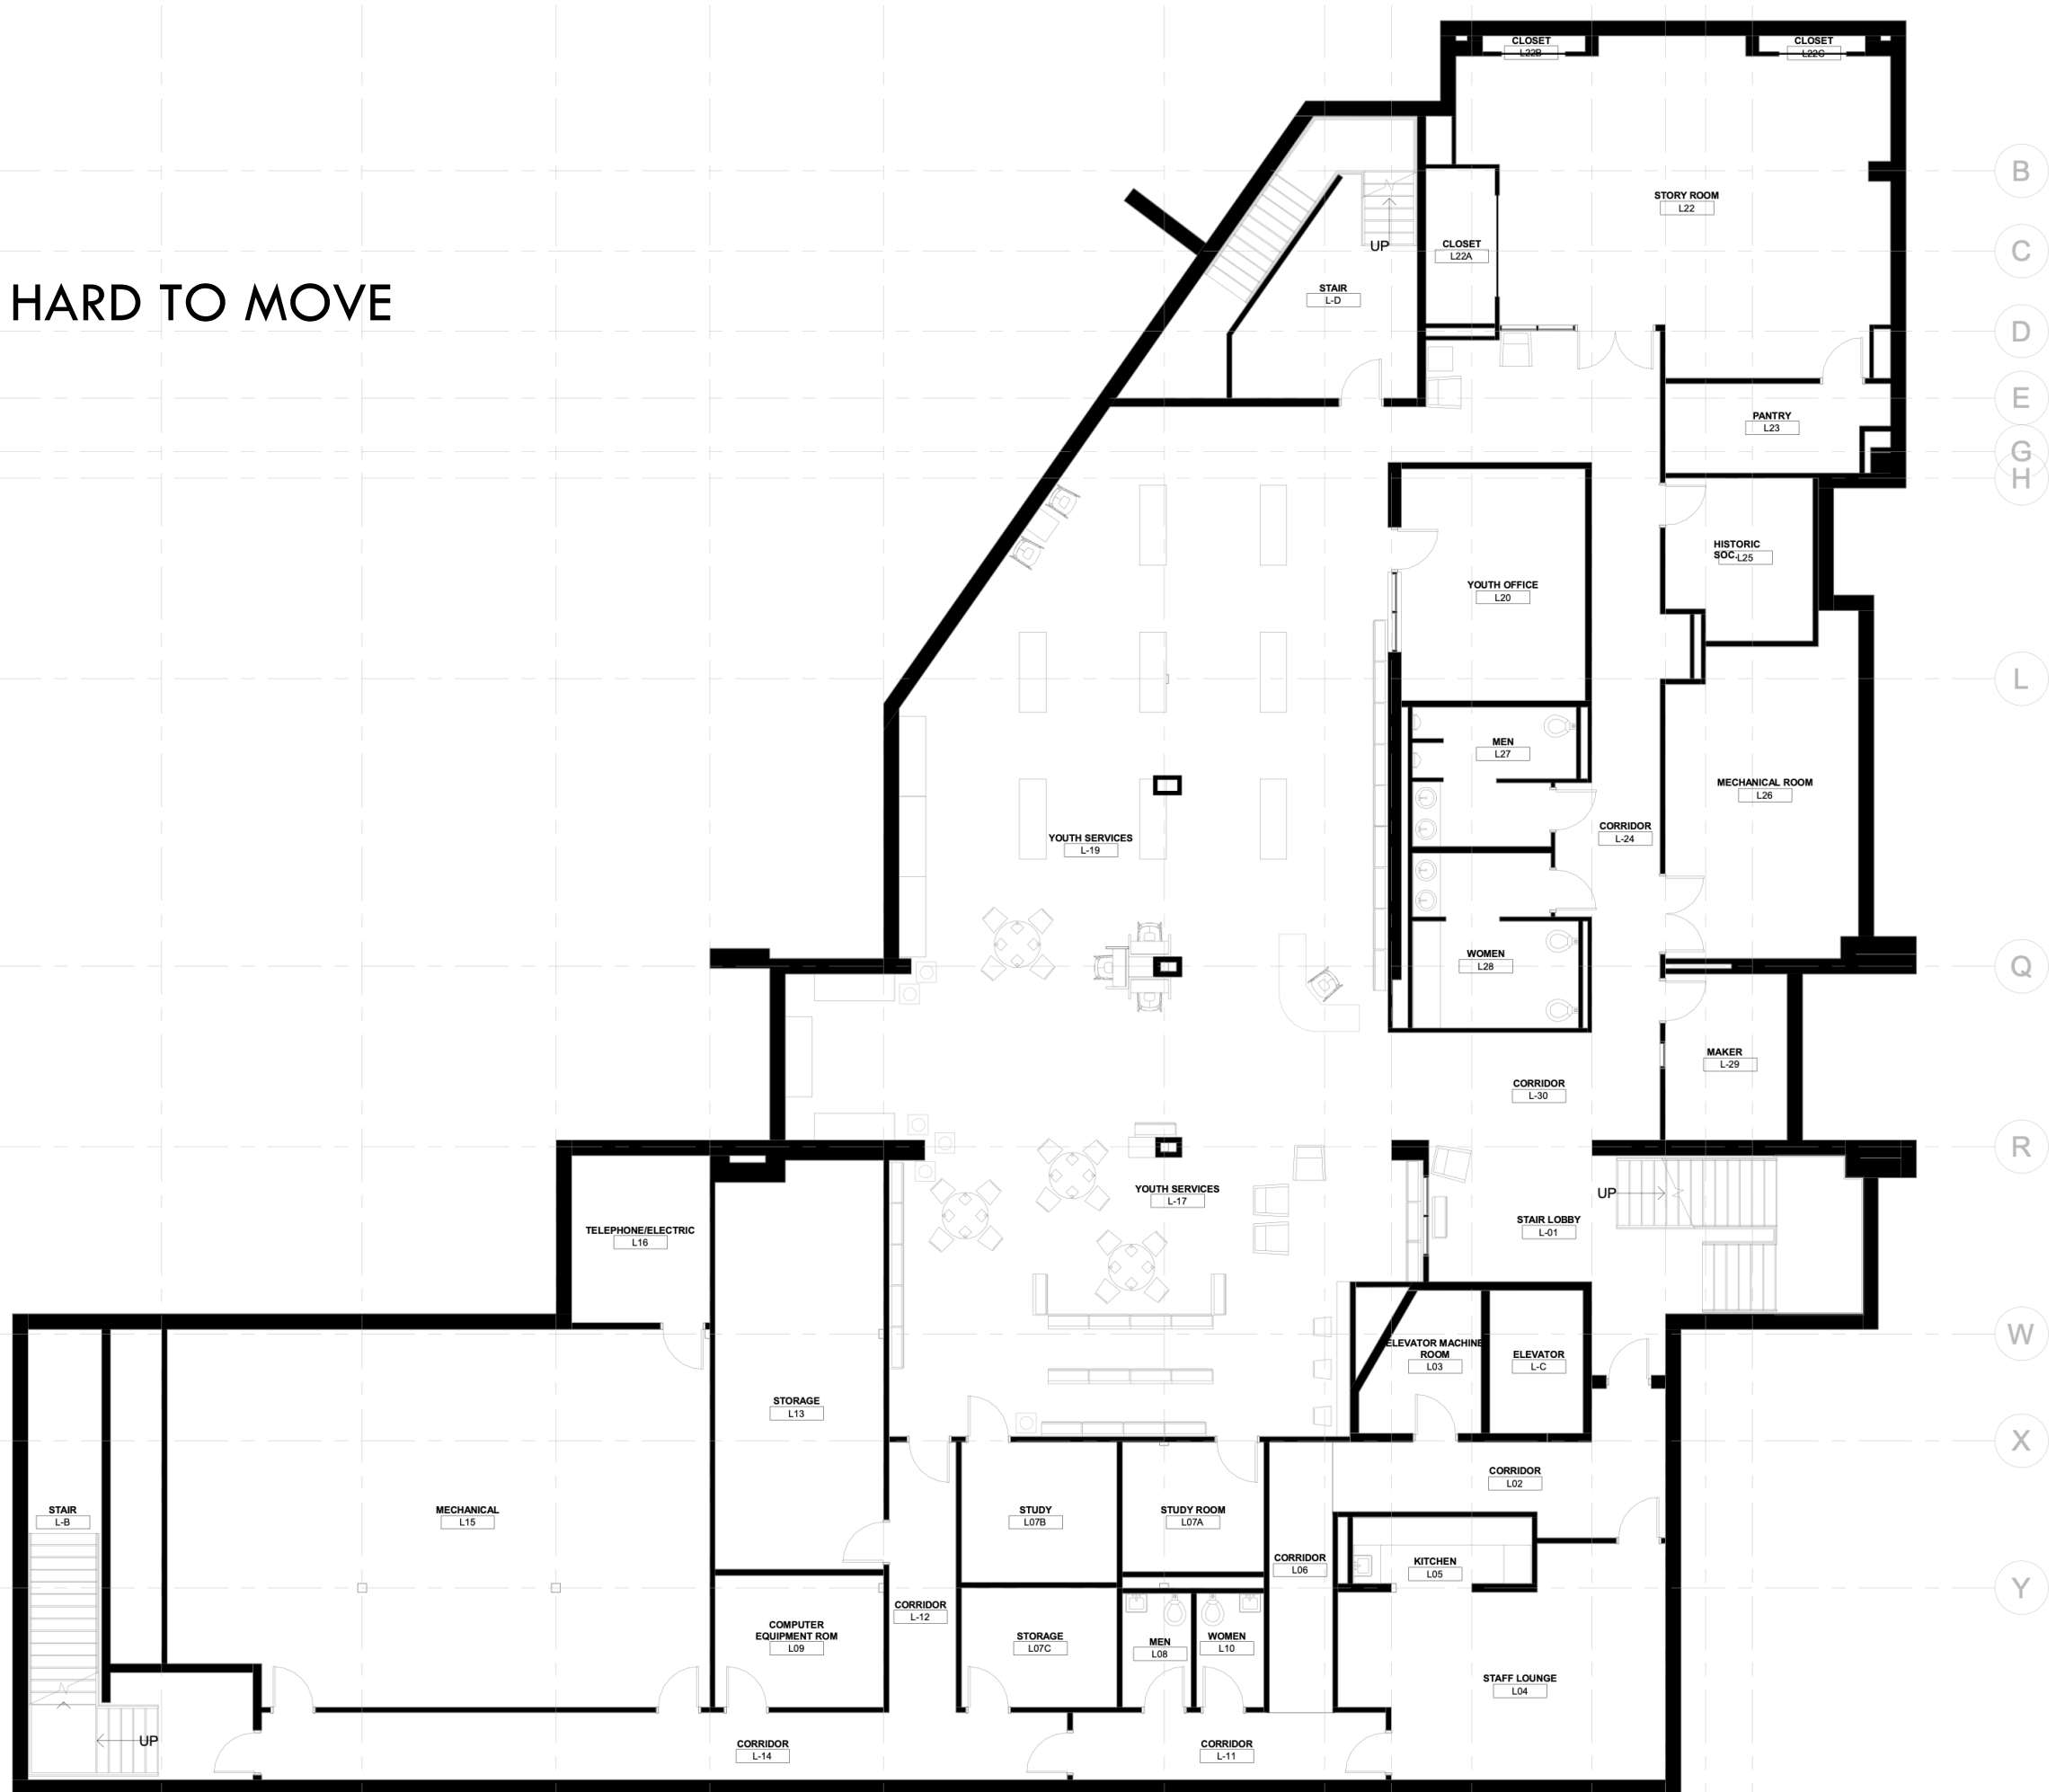 CLOSET
L22B
CLOSET
L22C
B
STORY ROOM
L22
C
UP
CLOSET
L22A
HARD TO MOVE
STAIR
L-D
D
E
PANTRY
L23
G
H
HISTORIC
SOC.
L25
YOUTH OFFICE
L20
L
MEN
L27
MECHANICAL ROOM
L26
YOUTH SERVICES
L-19
CORRIDOR
L-24
WOMEN
L28
Q
MAKER
L-29
CORRIDOR
L-30
R
YOUTH SERVICES
L-17
UP
STAIR LOBBY
L-01
TELEPHONE/ELECTRIC
L16
W
ELEVATOR MACHINE
ROOM
L03
ELEVATOR
L-C
STORAGE
L13
X
CORRIDOR
L02
STAIR
L-B
MECHANICAL
L15
STUDY
L07B
STUDY ROOM
L07A
CORRIDOR
L06
KITCHEN
L05
Y
CORRIDOR
L-12
COMPUTER
EQUIPMENT ROM
L09
STORAGE
L07C
MEN
L08
WOMEN
L10
STAFF LOUNGE
L04
UP
CORRIDOR
L-14
CORRIDOR
L-11